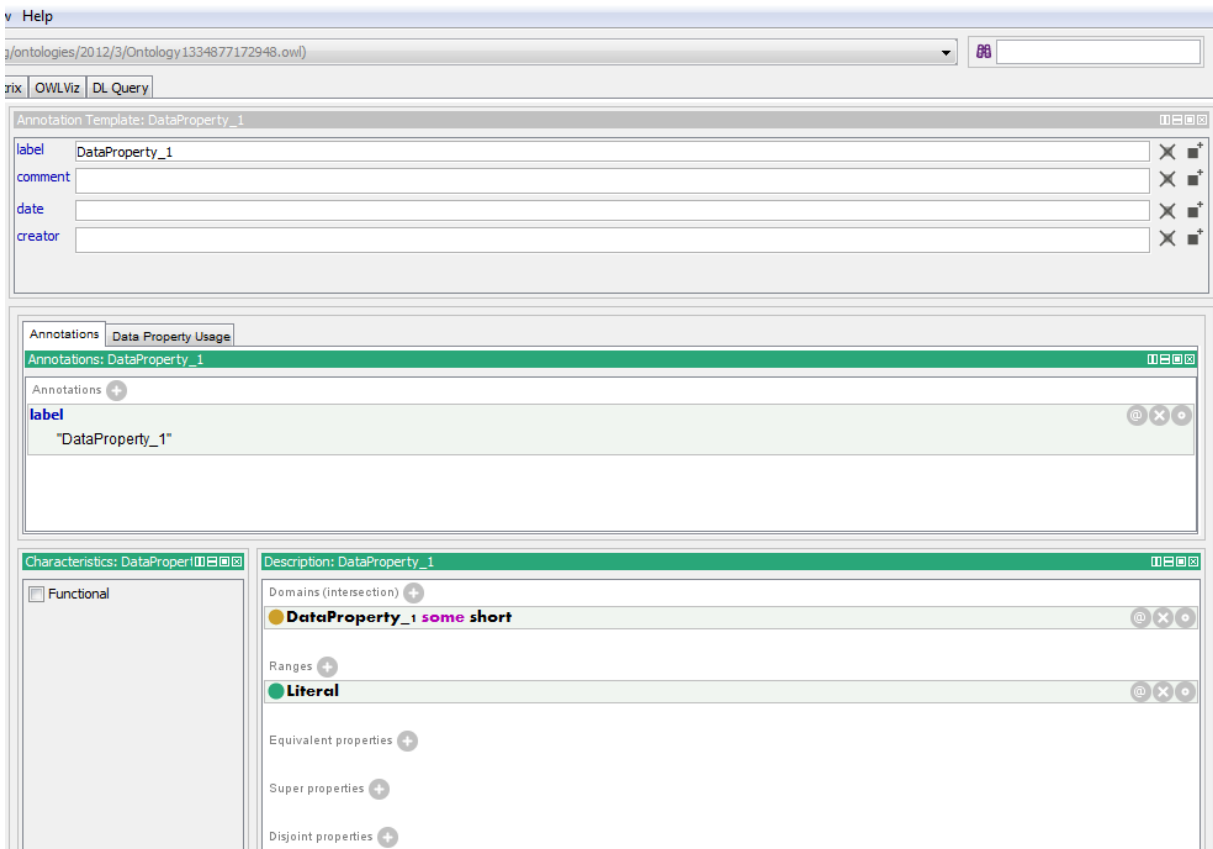 v Help
g/ontologies/2012/3/Ontology1334877172948.owl)
trix OWLViz DL Query
Annotation Template: DataProperty_1
label DataProperty_1
comment
date
creator
Annotations Data Property Usage
Annotations: DataProperty_1
Annotations
label
"DataProperty_1"
Characteristics: DataPropert
Functional
Description: DataProperty_1
Domains (intersection)
DataProperty_1 some short
Ranges
Literal
Equivalent properties
Super properties
Disjoint properties